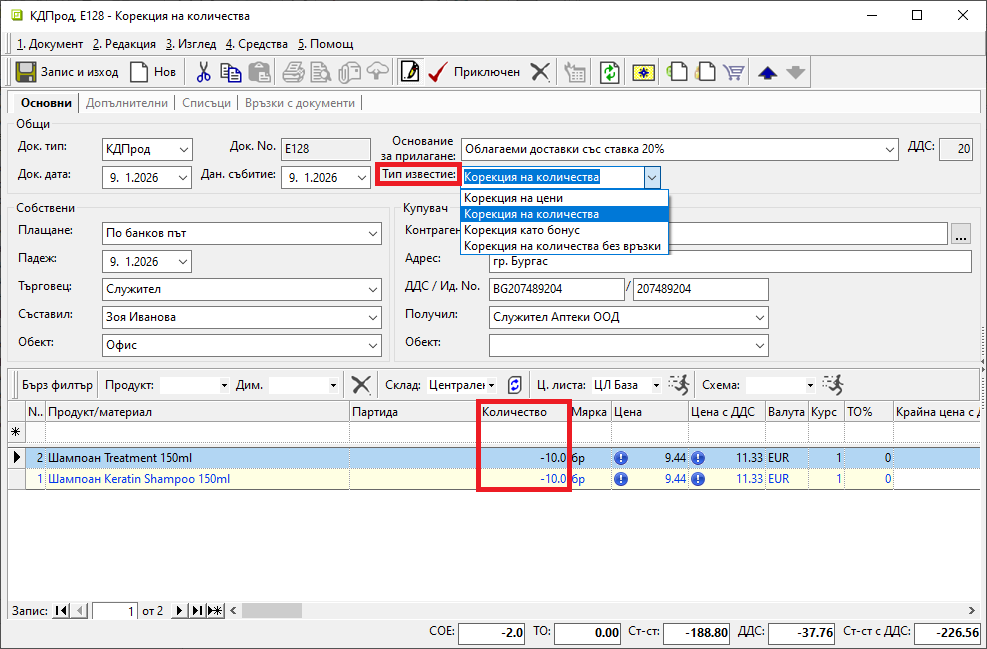 КДПрод, E128 - Корекция на количества
1. Документ 2. Редакция 3. Изглед 4. Средства 5. Помощ
Запис и изход Нов Приключен
Основни Допълнителни Списъци Връзки с документи
Общи
Док. тип: КДПрод Док. No. E128 Основание за прилагане: Облагаеми доставки със ставка 20% ДДС: 20
Док. дата: 9. 1.2026 Дан. събитие: 9. 1.2026 Тип известие: Корекция на количества
Корекция на цени
Корекция на количества
Корекция като бонус
Корекция на количества без връзки
Собствени
Плащане: По банков път
Падеж: 9. 1.2026
Търговец: Служител
Съставил: Зоя Иванова
Обект: Офис
Купувач
Контраген ...
Адрес: гр. Бургас
ДДС / Ид. No. BG207489204 / 207489204
Получил: Служител Аптеки ООД
Обект:
Бърз филтър Продукт: Дим. Склад: Централен Ц. листа: ЦЛ База Схема:
N.. Продукт/материал Партида Количество Марка Цена Цена с ДДС Валута Курс ТО% Крайна цена с Д
2 Шампоан Treatment 150ml -10.0 бр 9.44 11.33 EUR 1 0
1 Шампоан Keratin Shampoo 150ml -10.0 бр 9.44 11.33 EUR 1 0
Запис: 1 от 2
СОЕ: -2.0 ТО: 0.00 Ст-ст: -188.80 ДДС: -37.76 Ст-ст с ДДС: -226.56